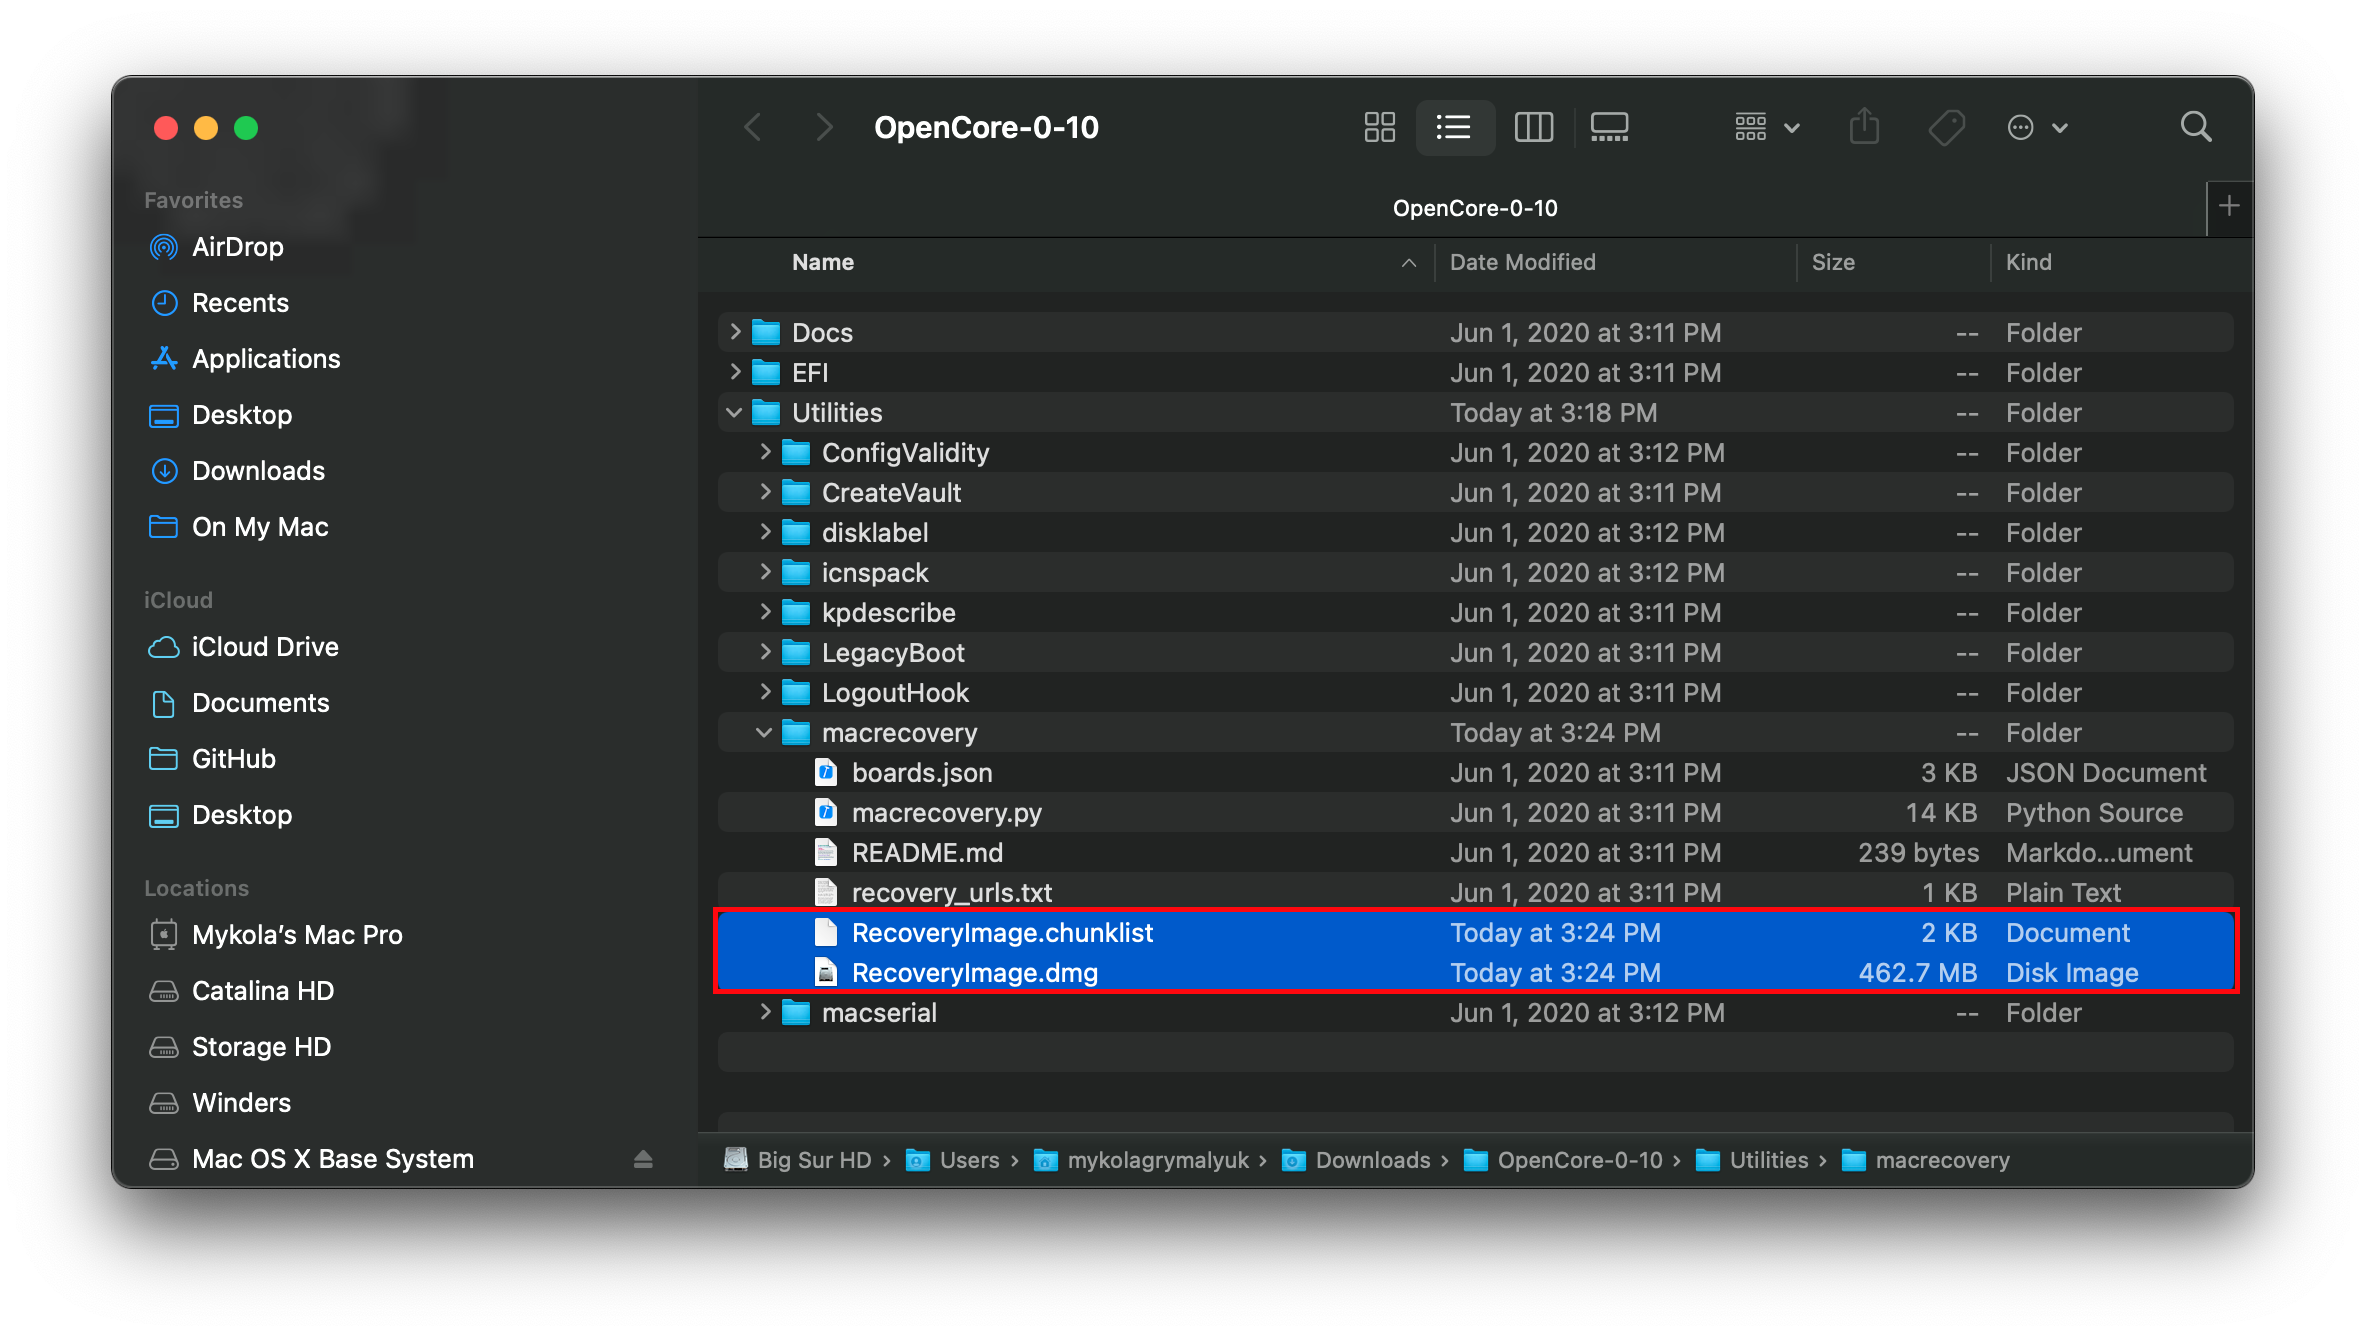 OpenCore-0-10
Favorites
AirDrop
Recents
Applications
Desktop
Downloads
On My Mac
iCloud
iCloud Drive
Documents
GitHub
Desktop
Locations
Mykola's Mac Pro
Catalina HD
Storage HD
Winders
Mac OS X Base System
OpenCore-0-10
Name Date Modified Size Kind
Docs Jun 1, 2020 at 3:11 PM -- Folder
EFI Jun 1, 2020 at 3:11 PM -- Folder
Utilities Today at 3:18 PM -- Folder
ConfigValidity Jun 1, 2020 at 3:12 PM -- Folder
CreateVault Jun 1, 2020 at 3:11 PM -- Folder
disklabel Jun 1, 2020 at 3:12 PM -- Folder
icnspack Jun 1, 2020 at 3:12 PM -- Folder
kpdescribe Jun 1, 2020 at 3:11 PM -- Folder
LegacyBoot Jun 1, 2020 at 3:11 PM -- Folder
LogoutHook Jun 1, 2020 at 3:11 PM -- Folder
macrecovery Today at 3:24 PM -- Folder
boards.json Jun 1, 2020 at 3:11 PM 3 KB JSON Document
macrecovery.py Jun 1, 2020 at 3:11 PM 14 KB Python Source
README.md Jun 1, 2020 at 3:11 PM 239 bytes Markdo...ument
recovery_urls.txt Jun 1, 2020 at 3:11 PM 1 KB Plain Text
RecoveryImage.chunklist Today at 3:24 PM 2 KB Document
RecoveryImage.dmg Today at 3:24 PM 462.7 MB Disk Image
macserial Jun 1, 2020 at 3:12 PM -- Folder
Big Sur HD › Users › mykolagrymalyuk › Downloads › OpenCore-0-10 › Utilities › macrecovery